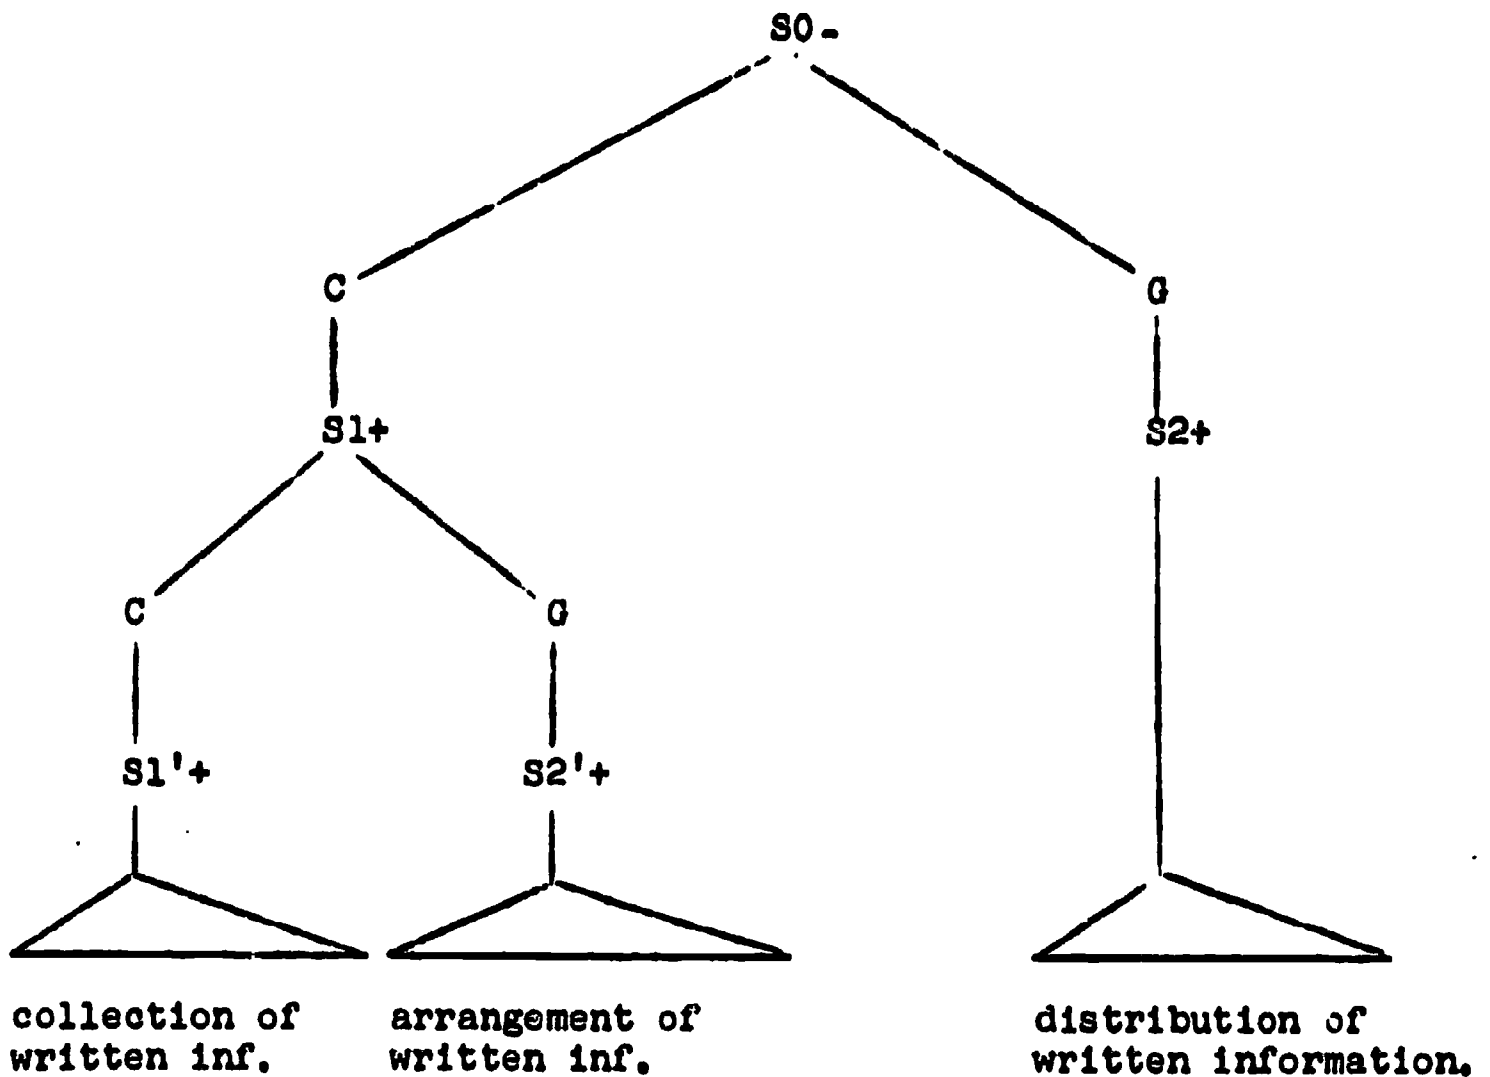 S0-
C G
S1+ S2+
C G
S1'+ S2'+
collection of arrangement of distribution of
written inf. written inf. written information.